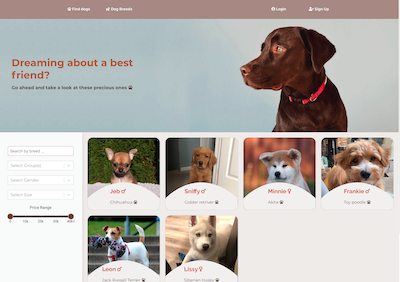 Find dogs
Dog Breeds
Login
Sign Up
Dreaming about a best
friend?
Go ahead and take a look at these precious ones
Search by breed ...
Select Group(s)
Select Gender
Select Size
Price Range
0
10k
20k
30k
40k+
Jeb ♂
Chihuahua
Sniffy ♂
Golden retriever
Minnie ♀
Akita
Frankie ♂
Toy poodle
Leon ♂
Jack Russell Terrier
Lissy ♀
Siberian Husky